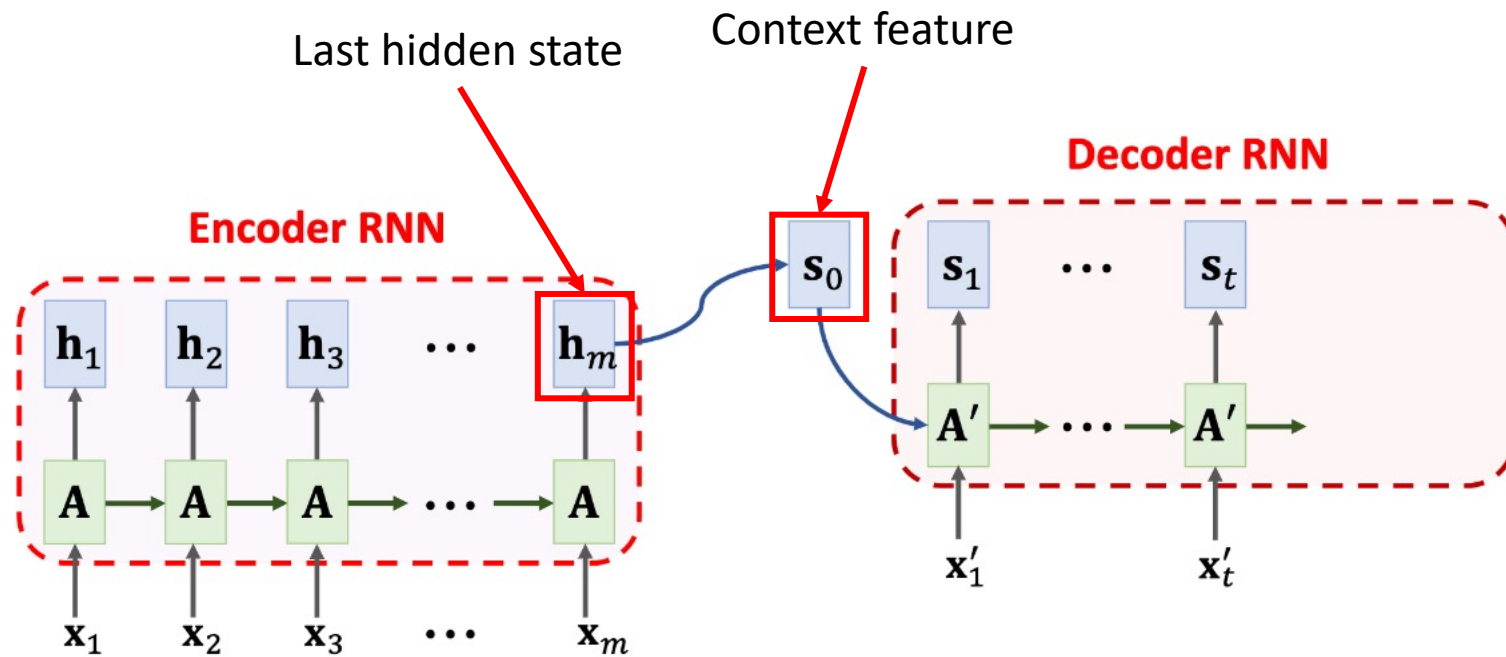 Last hidden state
Context feature
Encoder RNN
Decoder RNN
h₁ h₂ h₃ ⋯ hₘ
s₀
s₁ ⋯ sₜ
A A A ⋯ A
A′ ⋯ A′
x₁ x₂ x₃ ⋯ xₘ
x′₁ x′ₜ